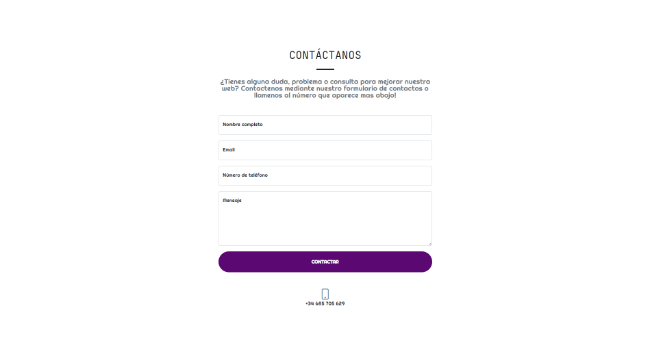 CONTÁCTANOS
¿Tienes alguna duda, problema o consulta para mejorar nuestra
web? Contactenos mediante nuestro formulario de contactos o
llamenos al número que aparece mas abajo!
Nombre completo
Email
Número de teléfono
Mensaje
CONTACTAR
+34 685 705 629